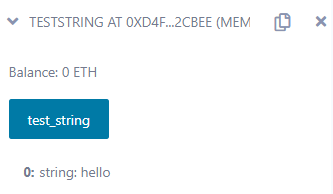 TESTSTRING AT 0XD4F...2CBEE (MEM
Balance: 0 ETH
test_string
0: string: hello